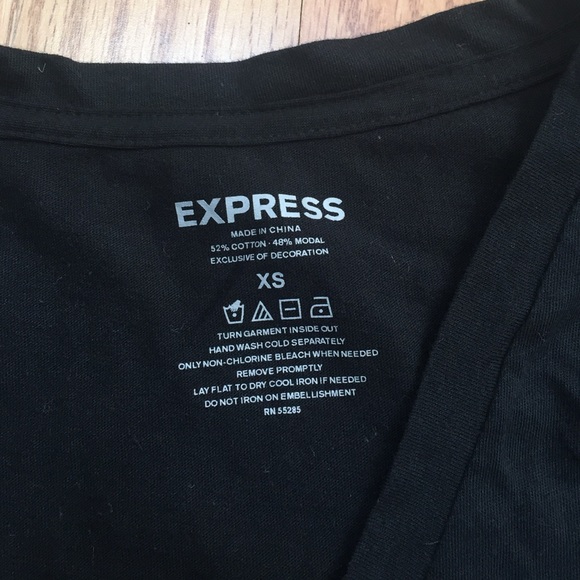 EXPRESS
MADE IN CHINA
52% COTTON · 48% MODAL
EXCLUSIVE OF DECORATION
XS
TURN GARMENT INSIDE OUT
HAND WASH COLD SEPARATELY
ONLY NON-CHLORINE BLEACH WHEN NEEDED
REMOVE PROMPTLY
LAY FLAT TO DRY COOL IRON IF NEEDED
DO NOT IRON ON EMBELLISHMENT
RN 55285